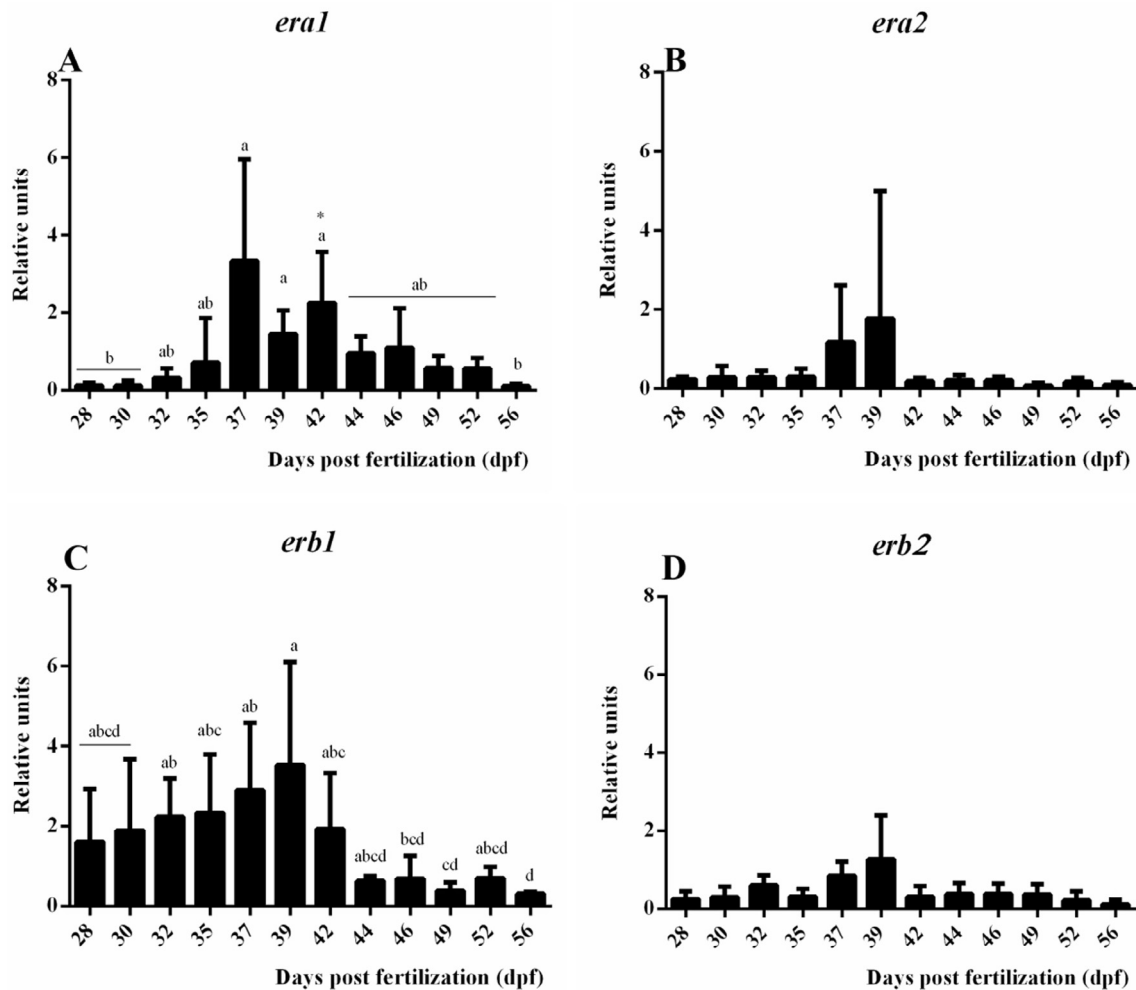 era1
A
8
6
4
2
0
Relative units
b
ab
ab
a
a
*
a
ab
b
28 30 32 35 37 39 42 44 46 49 52 56
Days post fertilization (dpf)
era2
B
8
6
4
2
0
Relative units
28 30 32 35 37 39 42 44 46 49 52 56
Days post fertilization (dpf)
erb1
C
8
6
4
2
0
Relative units
abcd
ab
abc
ab
a
abc
abcd
bcd
cd
abcd
d
28 30 32 35 37 39 42 44 46 49 52 56
Days post fertilization (dpf)
erb2
D
8
6
4
2
0
Relative units
28 30 32 35 37 39 42 44 46 49 52 56
Days post fertilization (dpf)